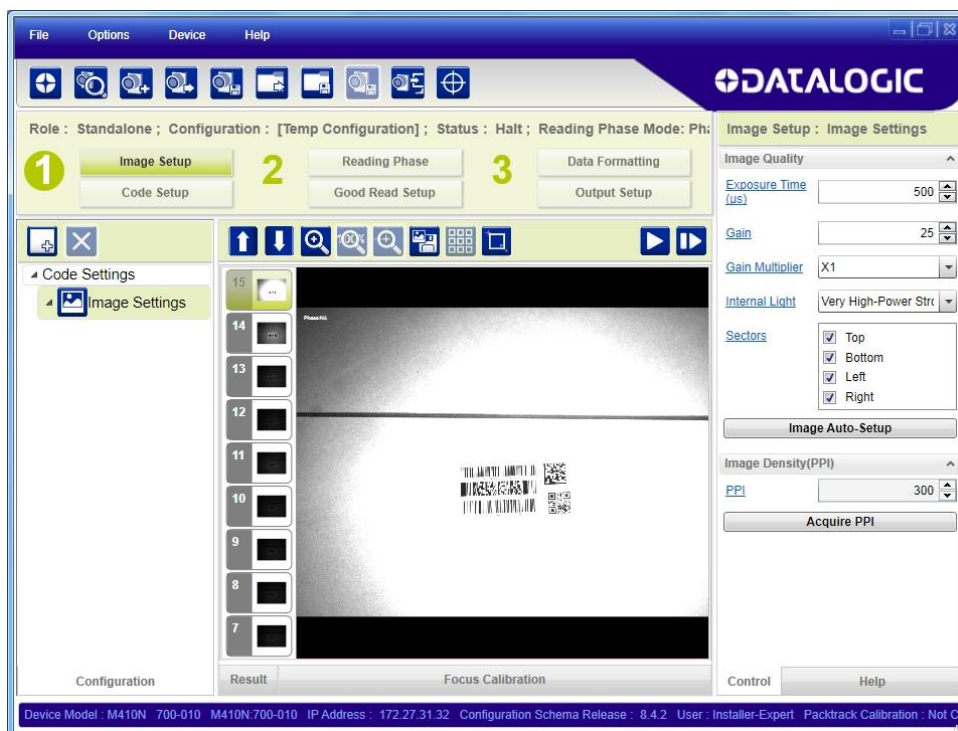 File Options Device Help
DATALOGIC
Role : Standalone ; Configuration : [Temp Configuration] ; Status : Halt ; Reading Phase Mode:
Image Setup : Image Settings
1 Image Setup 2 Reading Phase 3 Data Formatting
Code Setup Good Read Setup Output Setup
Image Quality
Exposure Time (us) 500
Gain 25
Gain Multiplier X1
Internal Light Very High-Power
Sectors Top
Bottom
Left
Right
Image Auto-Setup
Image Density(PPI)
PPI 300
Acquire PPI
Code Settings
Image Settings
100%
15
14
13
12
11
10
9
8
7
Configuration
Result Focus Calibration
Control Help
Device Model : M410N 700-010 M410N:700-010 IP Address : 172.27.31.32 Configuration Schema Release : 8.4.2 User : Installer-Expert Packtrack Calibration : Not